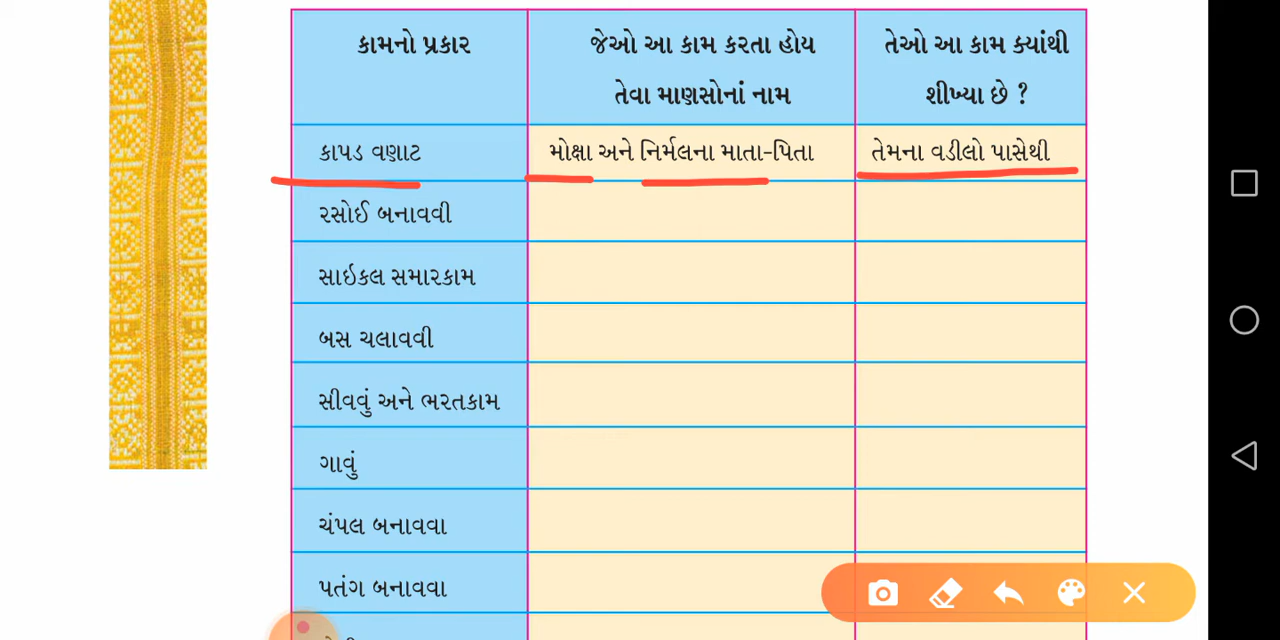 કામનો પ્રકાર
જેઓ આ કામ કરતા હોય
તેવા માણસોનાં નામ
તેઓ આ કામ ક્યાંથી
શીખ્યા છે ?
કાપડ વણાટ
મોક્ષા અને નિર્મલના માતા-પિતા
તેમના વડીલો પાસેથી
રસોઈ બનાવવી
સાઇકલ સમારકામ
બસ ચલાવવી
સીવવું અને ભરતકામ
ગાવું
ચંપલ બનાવવા
પતંગ બનાવવા